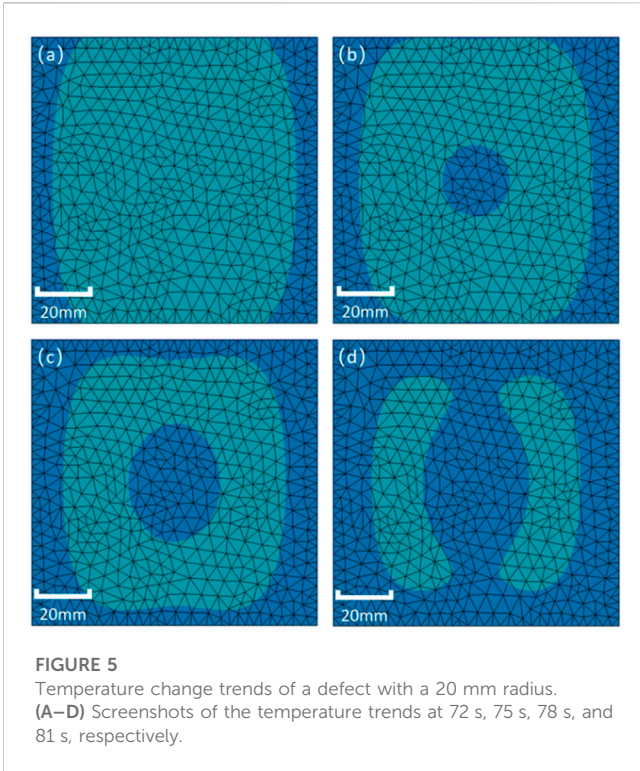 (a)
(b)
20mm
20mm
(c)
(d)
20mm
20mm
FIGURE 5
Temperature change trends of a defect with a 20 mm radius.
(A–D) Screenshots of the temperature trends at 72 s, 75 s, 78 s, and
81 s, respectively.